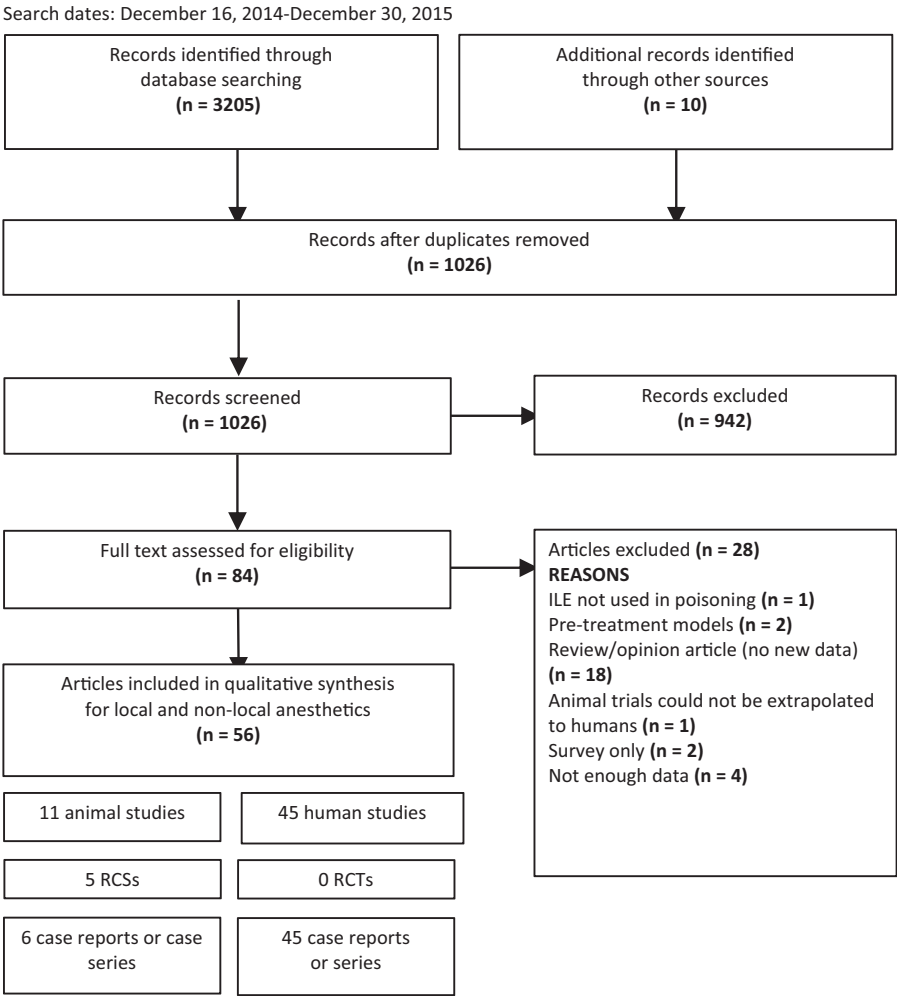 Search dates: December 16, 2014-December 30, 2015
Records identified through
database searching
(n = 3205)
Additional records identified
through other sources
(n = 10)
Records after duplicates removed
(n = 1026)
Records screened
(n = 1026)
Records excluded
(n = 942)
Full text assessed for eligibility
(n = 84)
Articles excluded (n = 28)
REASONS
ILE not used in poisoning (n = 1)
Pre-treatment models (n = 2)
Review/opinion article (no new data)
(n = 18)
Animal trials could not be extrapolated
to humans (n = 1)
Survey only (n = 2)
Not enough data (n = 4)
Articles included in qualitative synthesis
for local and non-local anesthetics
(n = 56)
11 animal studies
45 human studies
5 RCSs
0 RCTs
6 case reports or case
series
45 case reports
or series